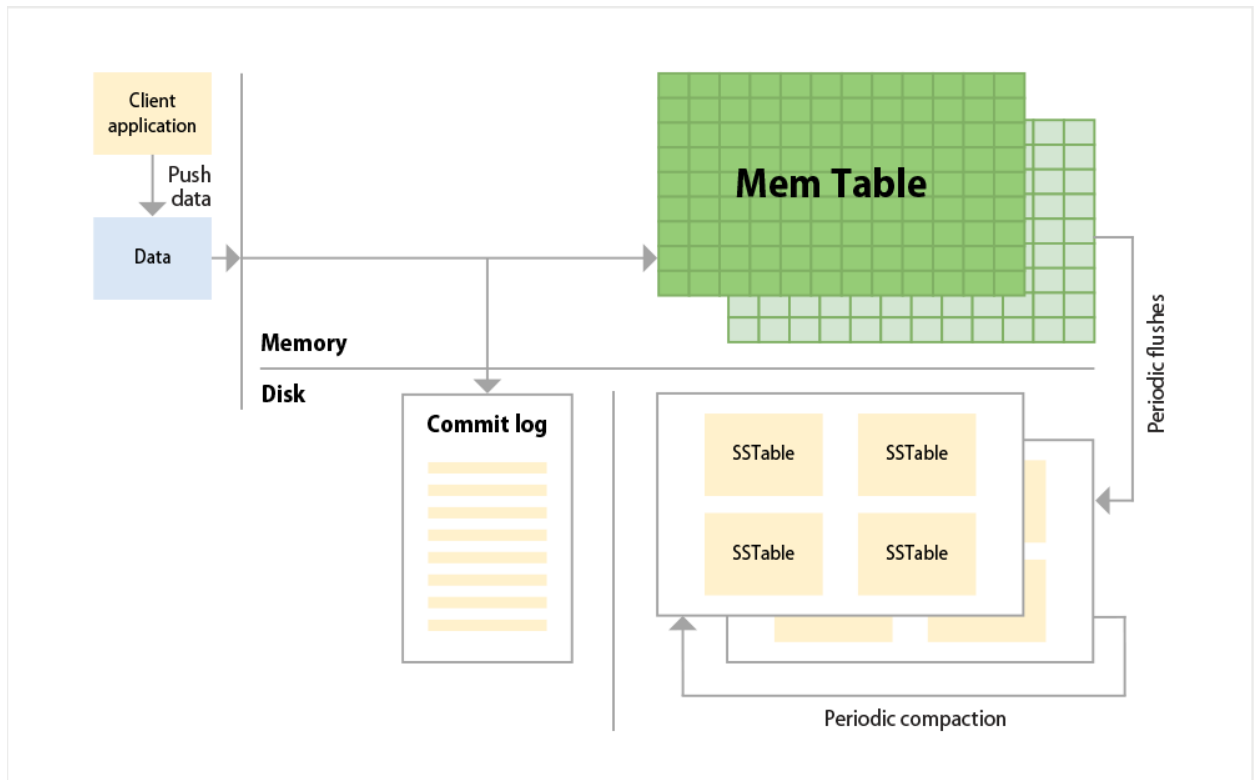 Client
application
Push
data
Data
Mem Table
Memory
Disk
Periodic flushes
Commit log
SSTable
SSTable
SSTable
SSTable
Periodic compaction